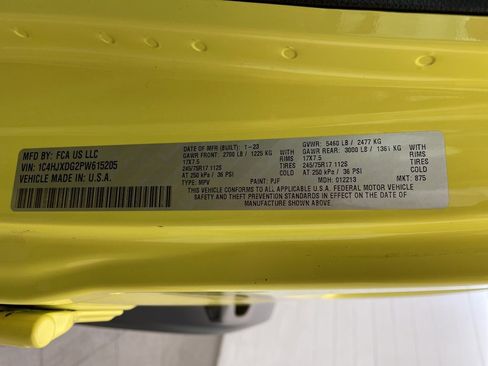 MFD BY: FCA US LLC
VIN: 1C4HJXDG2PW615205
VEHICLE MADE IN U.S.A.
DATE OF MFR (BUILT): 1-23 GVWR: 5460 LB / 2477 KG
GAWR FRONT: 2700 LB / 1225 KG WITH GAWR REAR: 3000 LB / 1361 KG WITH
17X7.5 RIMS 17X7.5 RIMS
245/75R17 112S TIRES 245/75R17 112S TIRES
AT 250 kPa / 36 PSI COLD AT 250 kPa / 36 PSI COLD
TYPE: MPV PAINT: PJF MDH: 012213 MKT: 875
THIS VEHICLE CONFORMS TO ALL APPLICABLE U.S.A. FEDERAL MOTOR VEHICLE
SAFETY AND THEFT PREVENTION STANDARDS IN EFFECT ON THE DATE OF
MANUFACTURE SHOWN ABOVE.